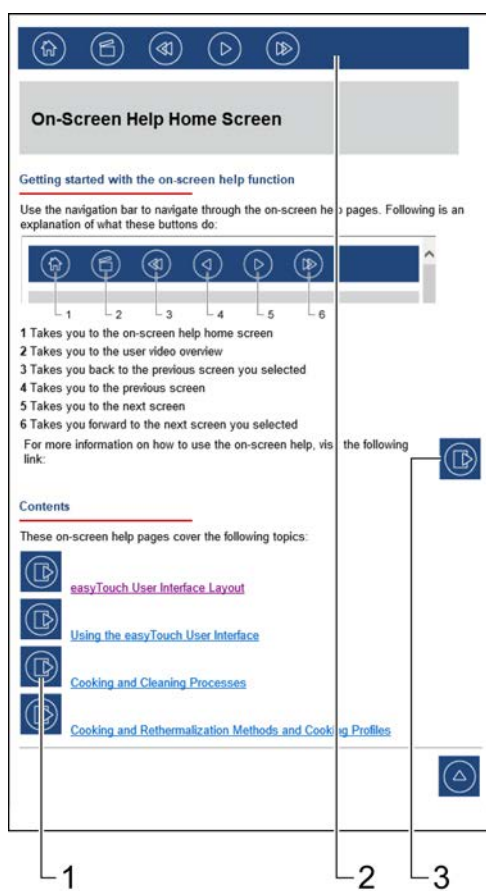 On-Screen Help Home Screen
Getting started with the on-screen help function
Use the navigation bar to navigate through the on-screen help pages. Following is an
explanation of what these buttons do:
1 2 3 4 5 6
1 Takes you to the on-screen help home screen
2 Takes you to the user video overview
3 Takes you back to the previous screen you selected
4 Takes you to the previous screen
5 Takes you to the next screen
6 Takes you forward to the next screen you selected
For more information on how to use the on-screen help, vis the following
link:
Contents
These on-screen help pages cover the following topics:
easyTouch User Interface Layout
Using the easyTouch User Interface
Cooking and Cleaning Processes
Cooking and Rethermalization Methods and Cooking Profiles
1 2 3